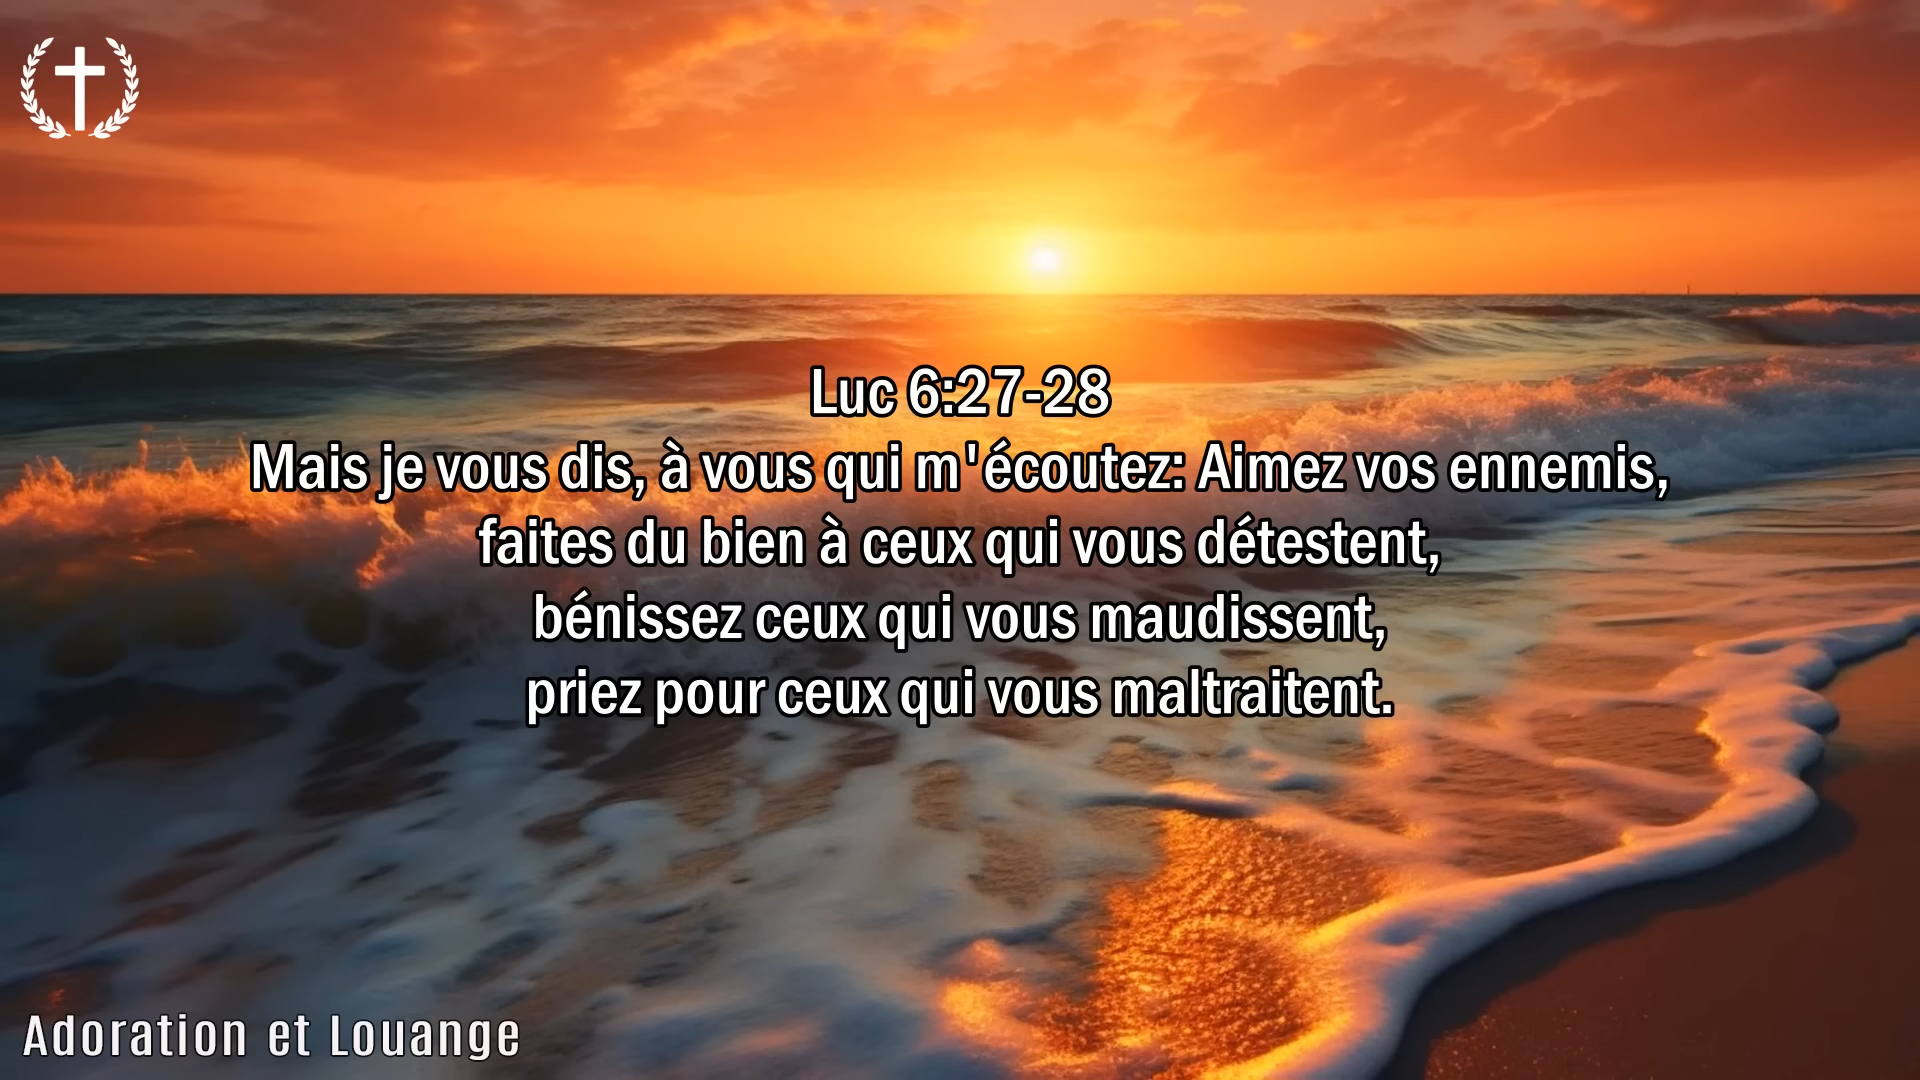 Luc 6:27-28
Mais je vous dis, à vous qui m'écoutez: Aimez vos ennemis,
faites du bien à ceux qui vous détestent,
bénissez ceux qui vous maudissent,
priez pour ceux qui vous maltraitent.
Adoration et Louange